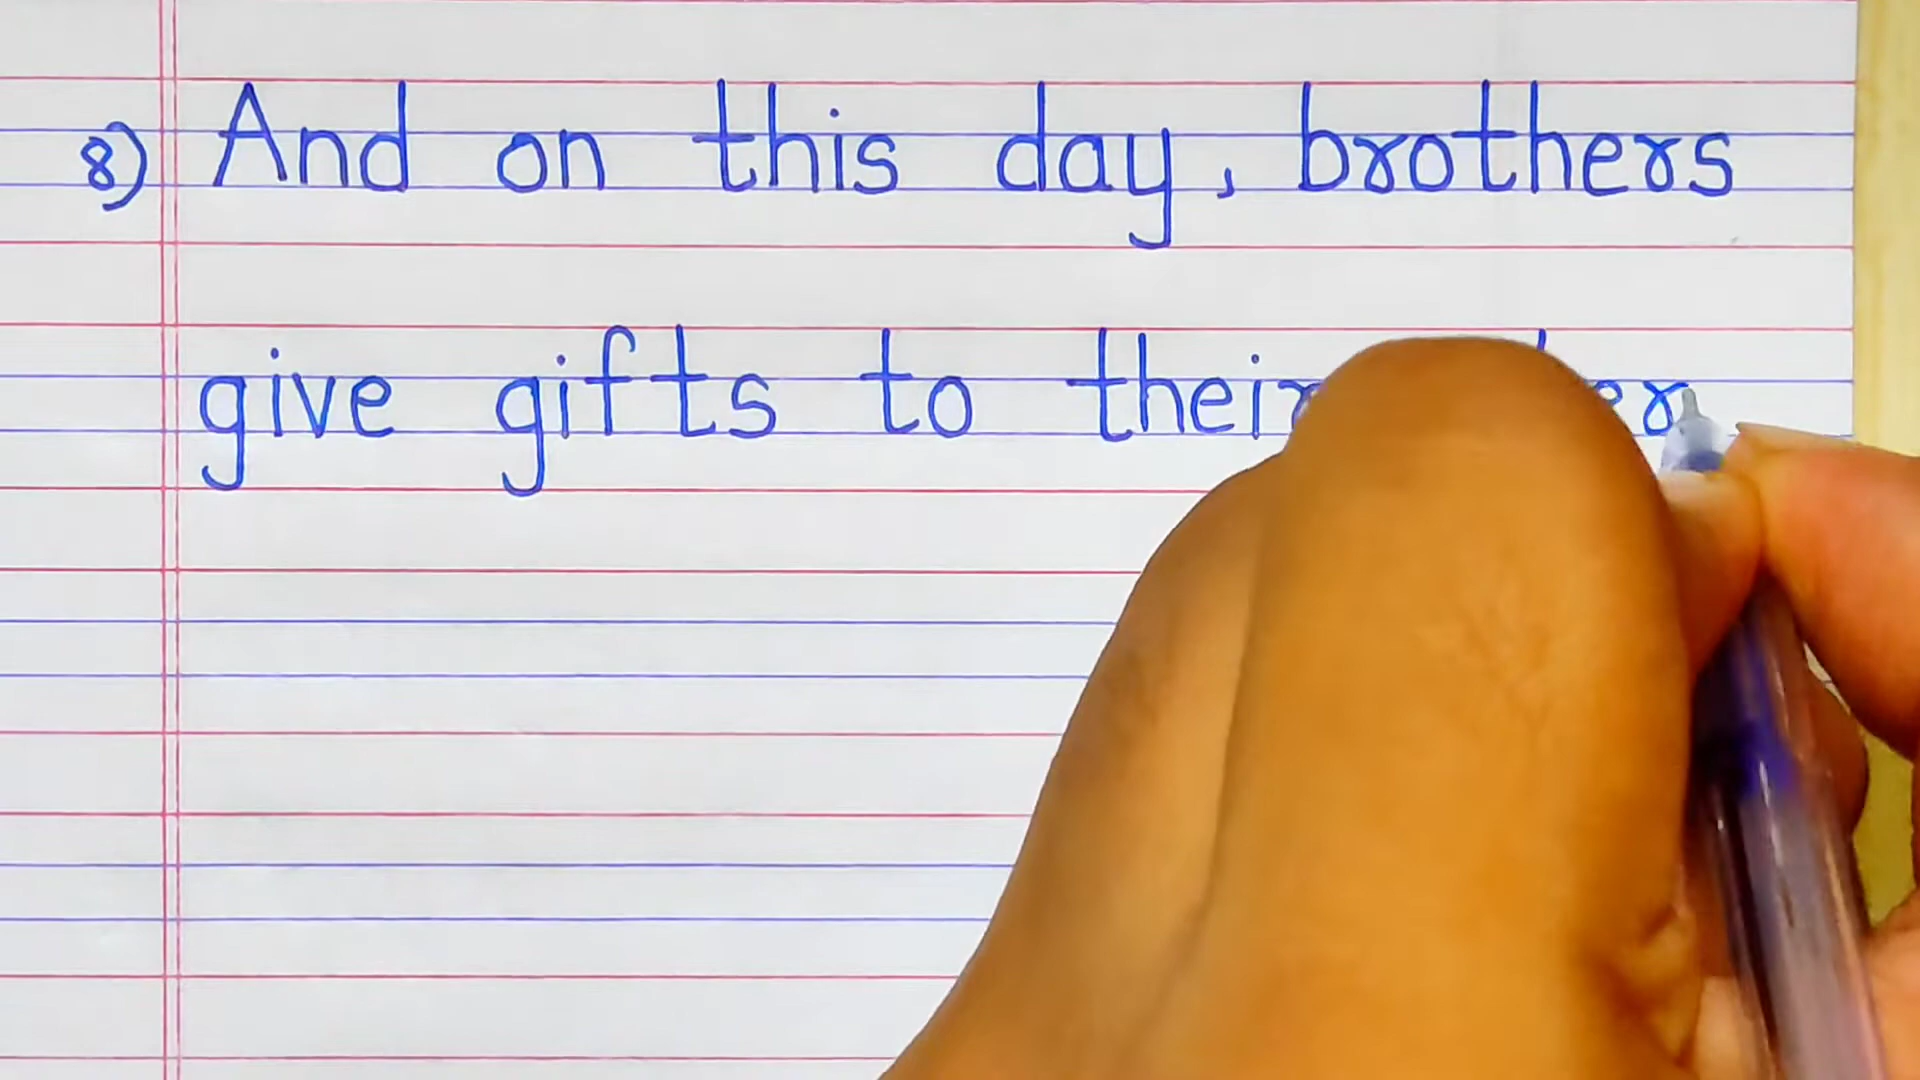 8) And on this day, brothers
give gifts to their